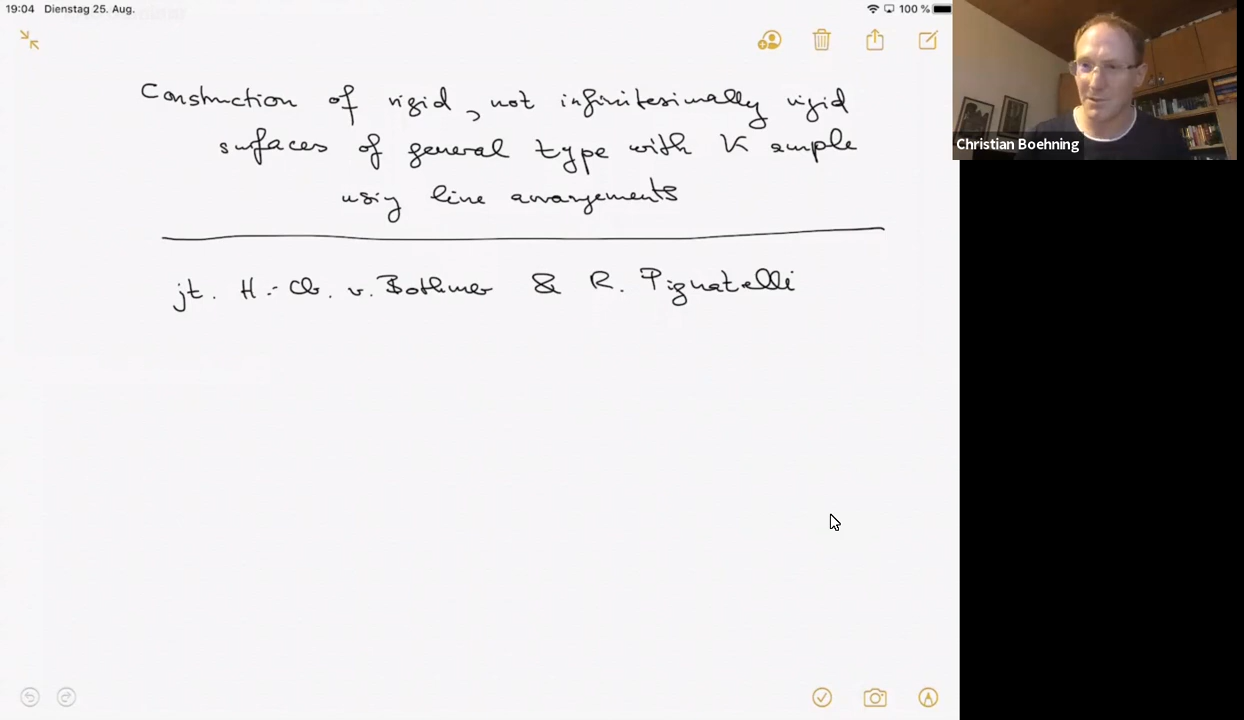 19:04 Dienstag 25. Aug.
100 %
Construction of rigid, not infinitesimally rigid
surfaces of general type with K ample
using line arrangements
jt. H.-Ch. v. Bothmer & R. Pignatelli
Christian Boehning